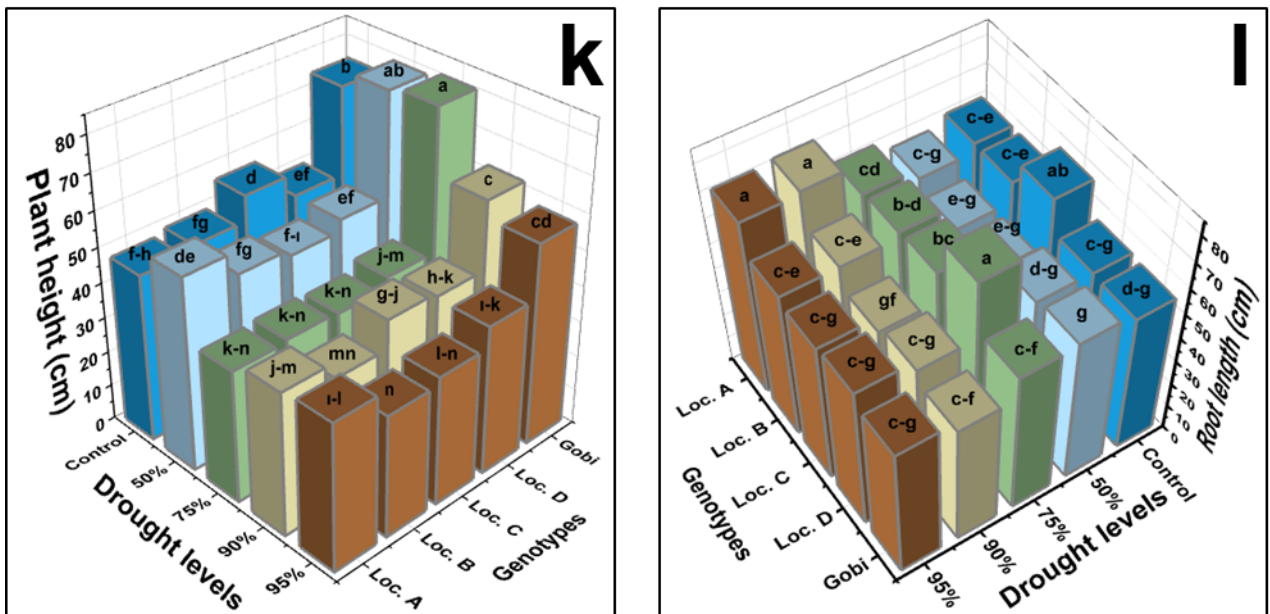 k
Plant height (cm)
80
70
60
50
40
30
20
10
0
b
ab
a
d
ef
c
fg
ef
cd
f-h
de
fg
f-ı
j-m
h-k
k-n
g-j
ı-k
k-n
k-n
mn
l-n
j-m
ı-l
n
Control
50%
75%
90%
95%
Drought levels
Loc. A
Loc. B
Loc. C
Loc. D
Gobi
Genotypes
l
c-e
c-g
c-e
a
cd
ab
a
e-g
b-d
e-g
c-e
bc
c-g
a
d-g
c-e
d-g
gf
c-g
g
c-g
c-f
c-g
c-f
c-g
80
70
60
50
40
30
20
10
0
Root length (cm)
Loc. A
Loc. B
Loc. C
Loc. D
Gobi
Genotypes
95%
90%
75%
50%
Control
Drought levels